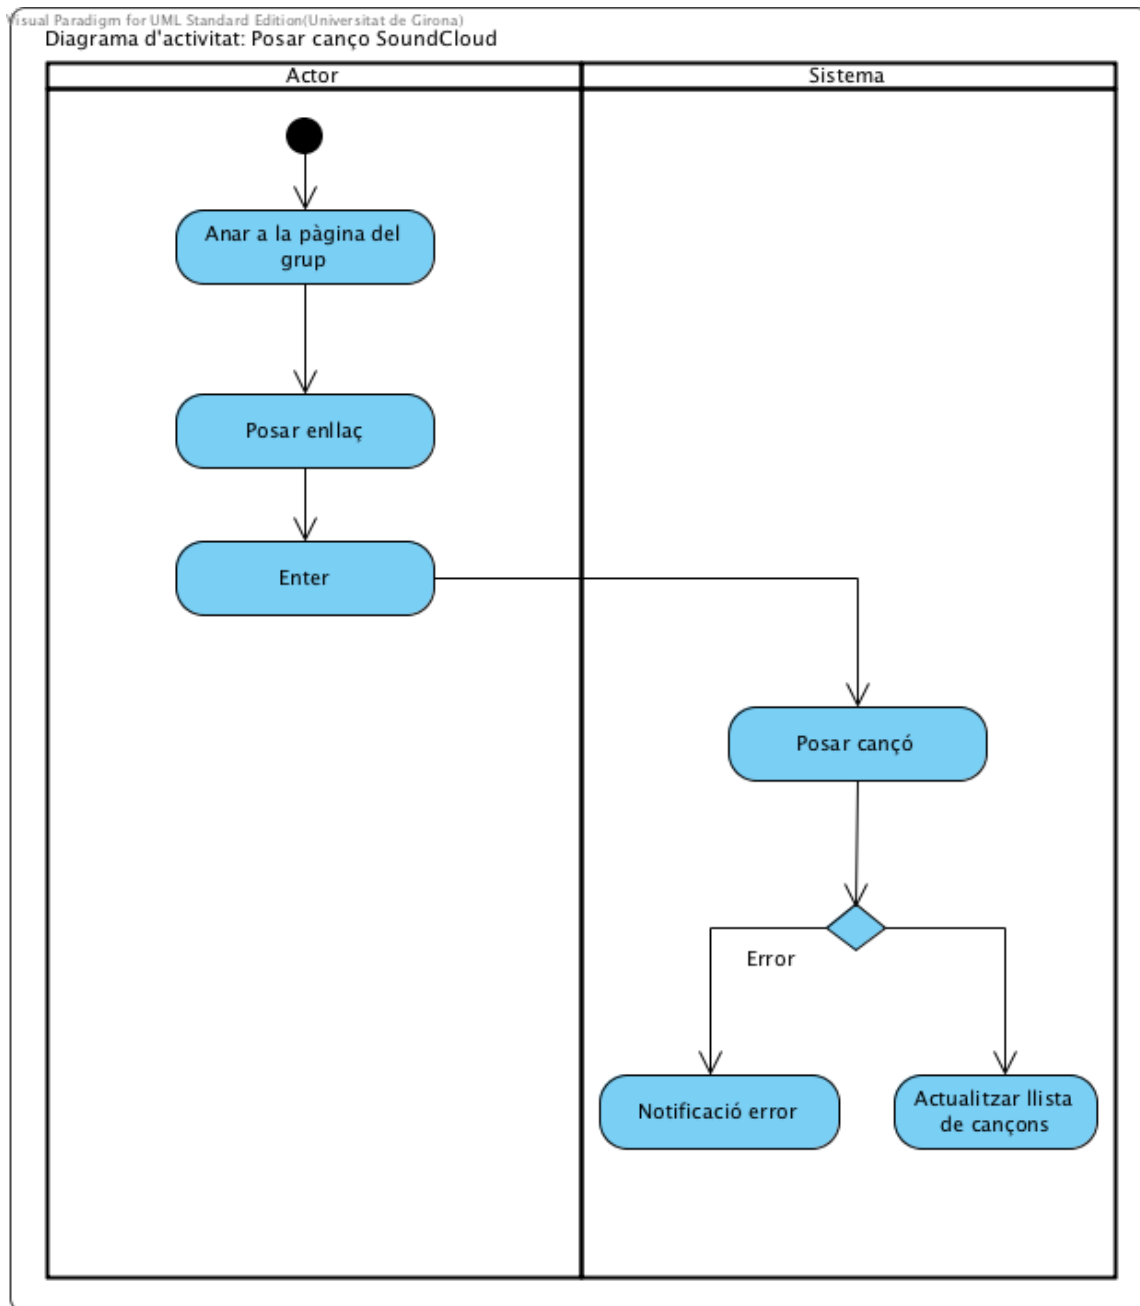 Visual Paradigm for UML Standard Edition(Universitat de Girona)
Diagrama d'activitat: Posar canço SoundCloud
Actor
Sistema
Anar a la pàgina del
grup
Posar enllaç
Enter
Posar cançó
Error
Notificació error
Actualitzar llista
de cançons